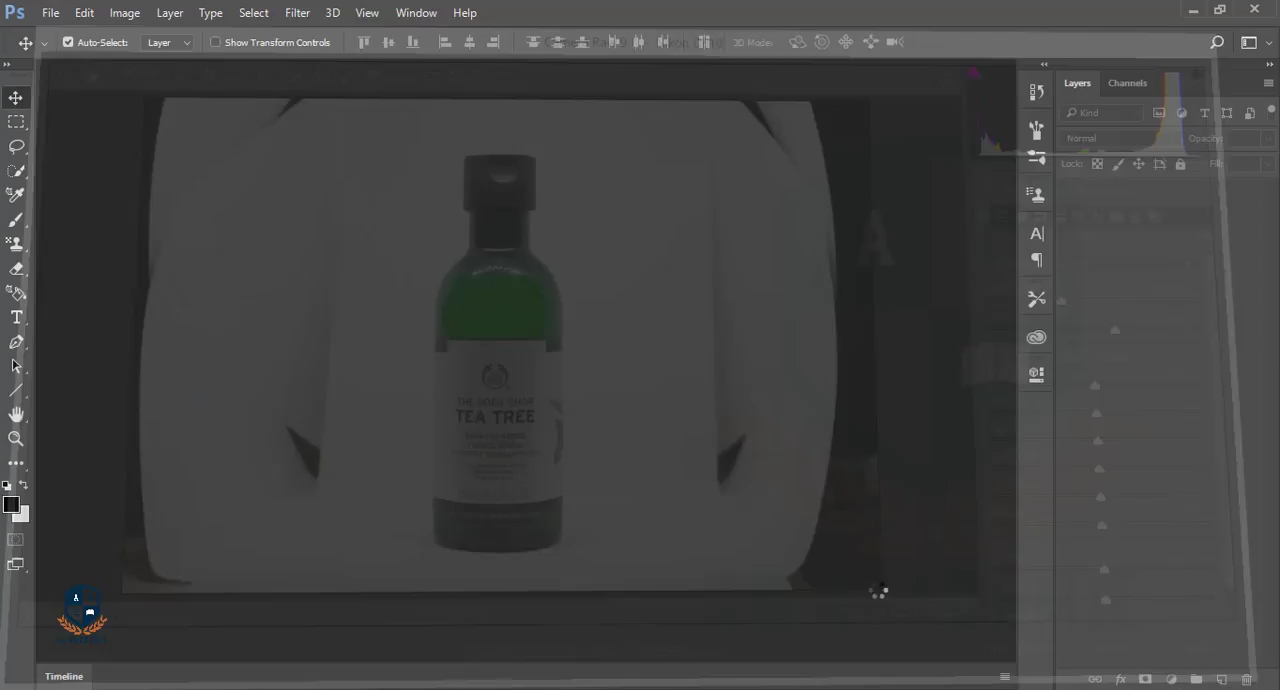 Ps File Edit Image Layer Type Select Filter 3D View Window Help
Auto-Select: Layer Show Transform Controls 3D Mode:
Layers Channels
Kind
Normal Opacity:
Lock: Fill:
A
THE BODY SHOP
TEA TREE
Timeline